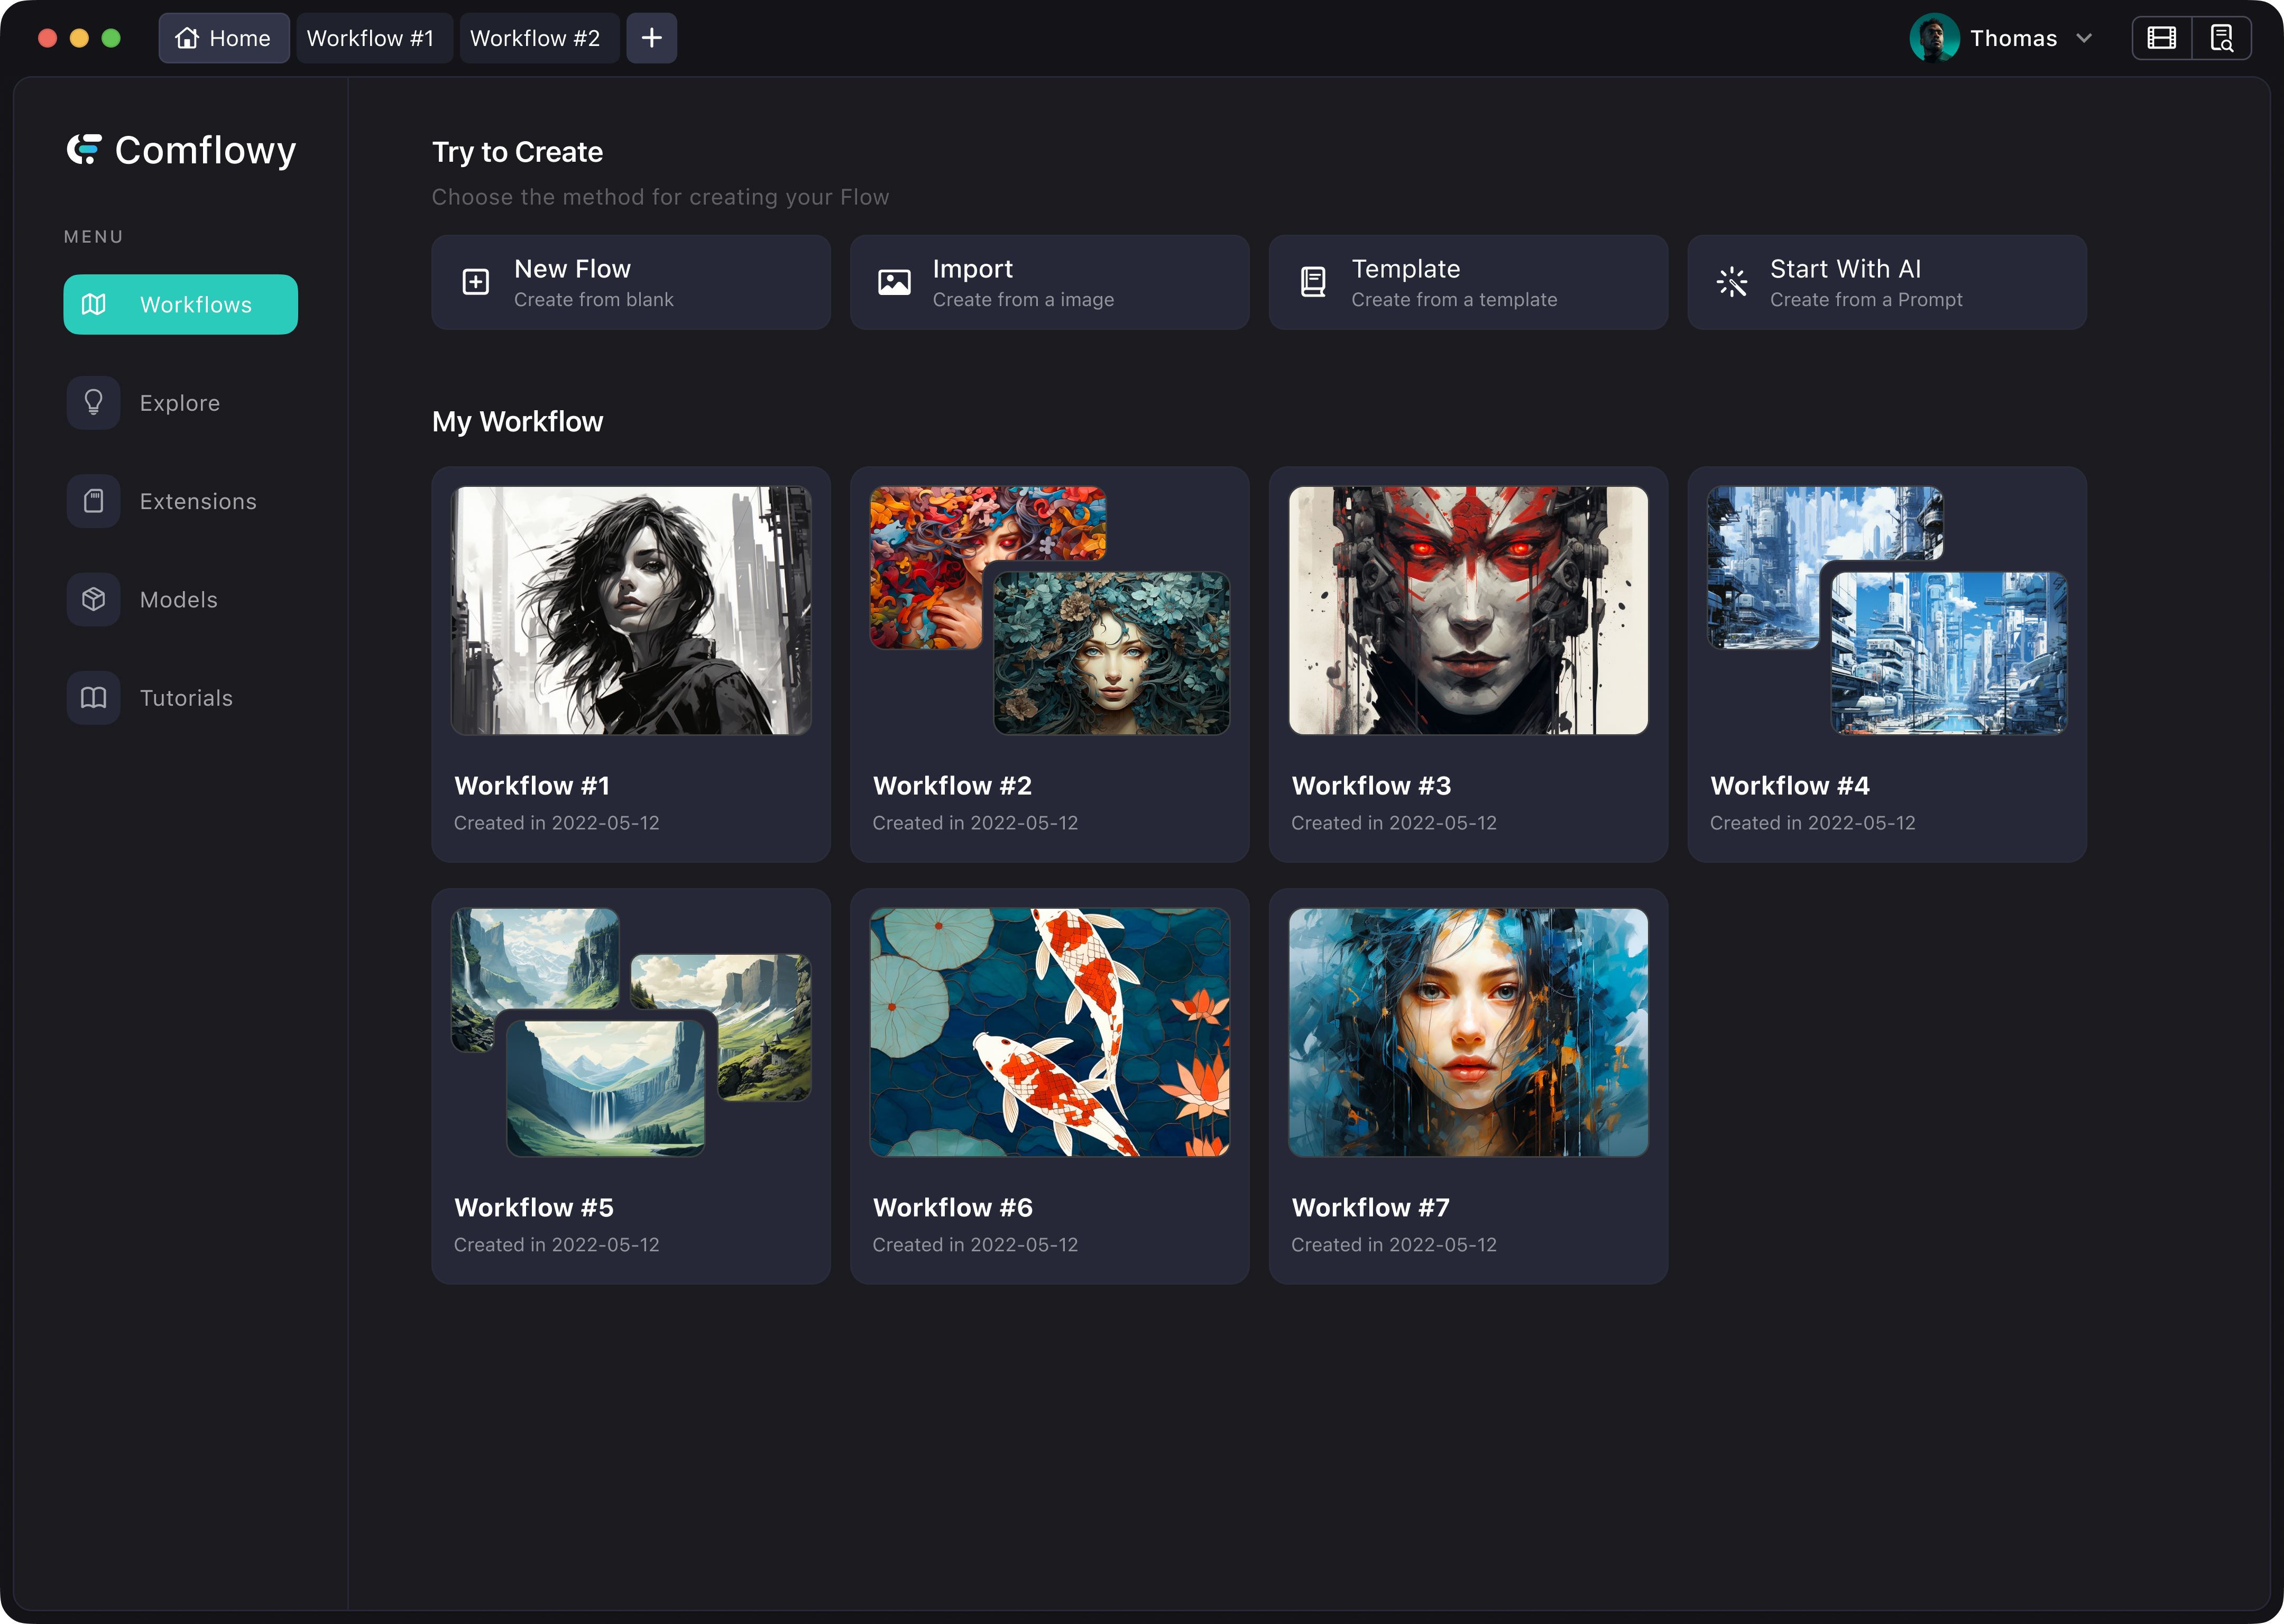 Home
Workflow #1
Workflow #2
Thomas
Comflowy
MENU
Workflows
Explore
Extensions
Models
Tutorials
Try to Create
Choose the method for creating your Flow
New Flow
Create from blank
Import
Create from a image
Template
Create from a template
Start With AI
Create from a Prompt
My Workflow
Workflow #1
Created in 2022-05-12
Workflow #2
Created in 2022-05-12
Workflow #3
Created in 2022-05-12
Workflow #4
Created in 2022-05-12
Workflow #5
Created in 2022-05-12
Workflow #6
Created in 2022-05-12
Workflow #7
Created in 2022-05-12